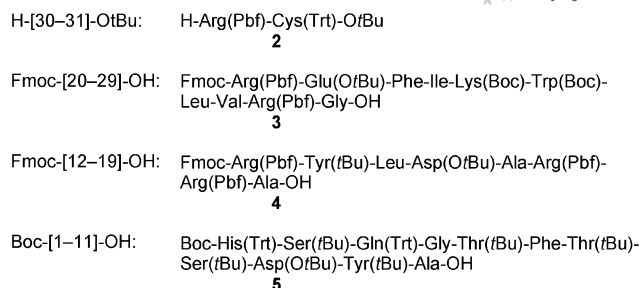 H-[30–31]-OtBu: H-Arg(Pbf)-Cys(Trt)-OtBu
2
Fmoc-[20–29]-OH: Fmoc-Arg(Pbf)-Glu(OtBu)-Phe-Ile-Lys(Boc)-Trp(Boc)-
Leu-Val-Arg(Pbf)-Gly-OH
3
Fmoc-[12–19]-OH: Fmoc-Arg(Pbf)-Tyr(tBu)-Leu-Asp(OtBu)-Ala-Arg(Pbf)-
Arg(Pbf)-Ala-OH
4
Boc-[1–11]-OH: Boc-His(Trt)-Ser(tBu)-Gln(Trt)-Gly-Thr(tBu)-Phe-Thr(tBu)-
Ser(tBu)-Asp(OtBu)-Tyr(tBu)-Ala-OH
5